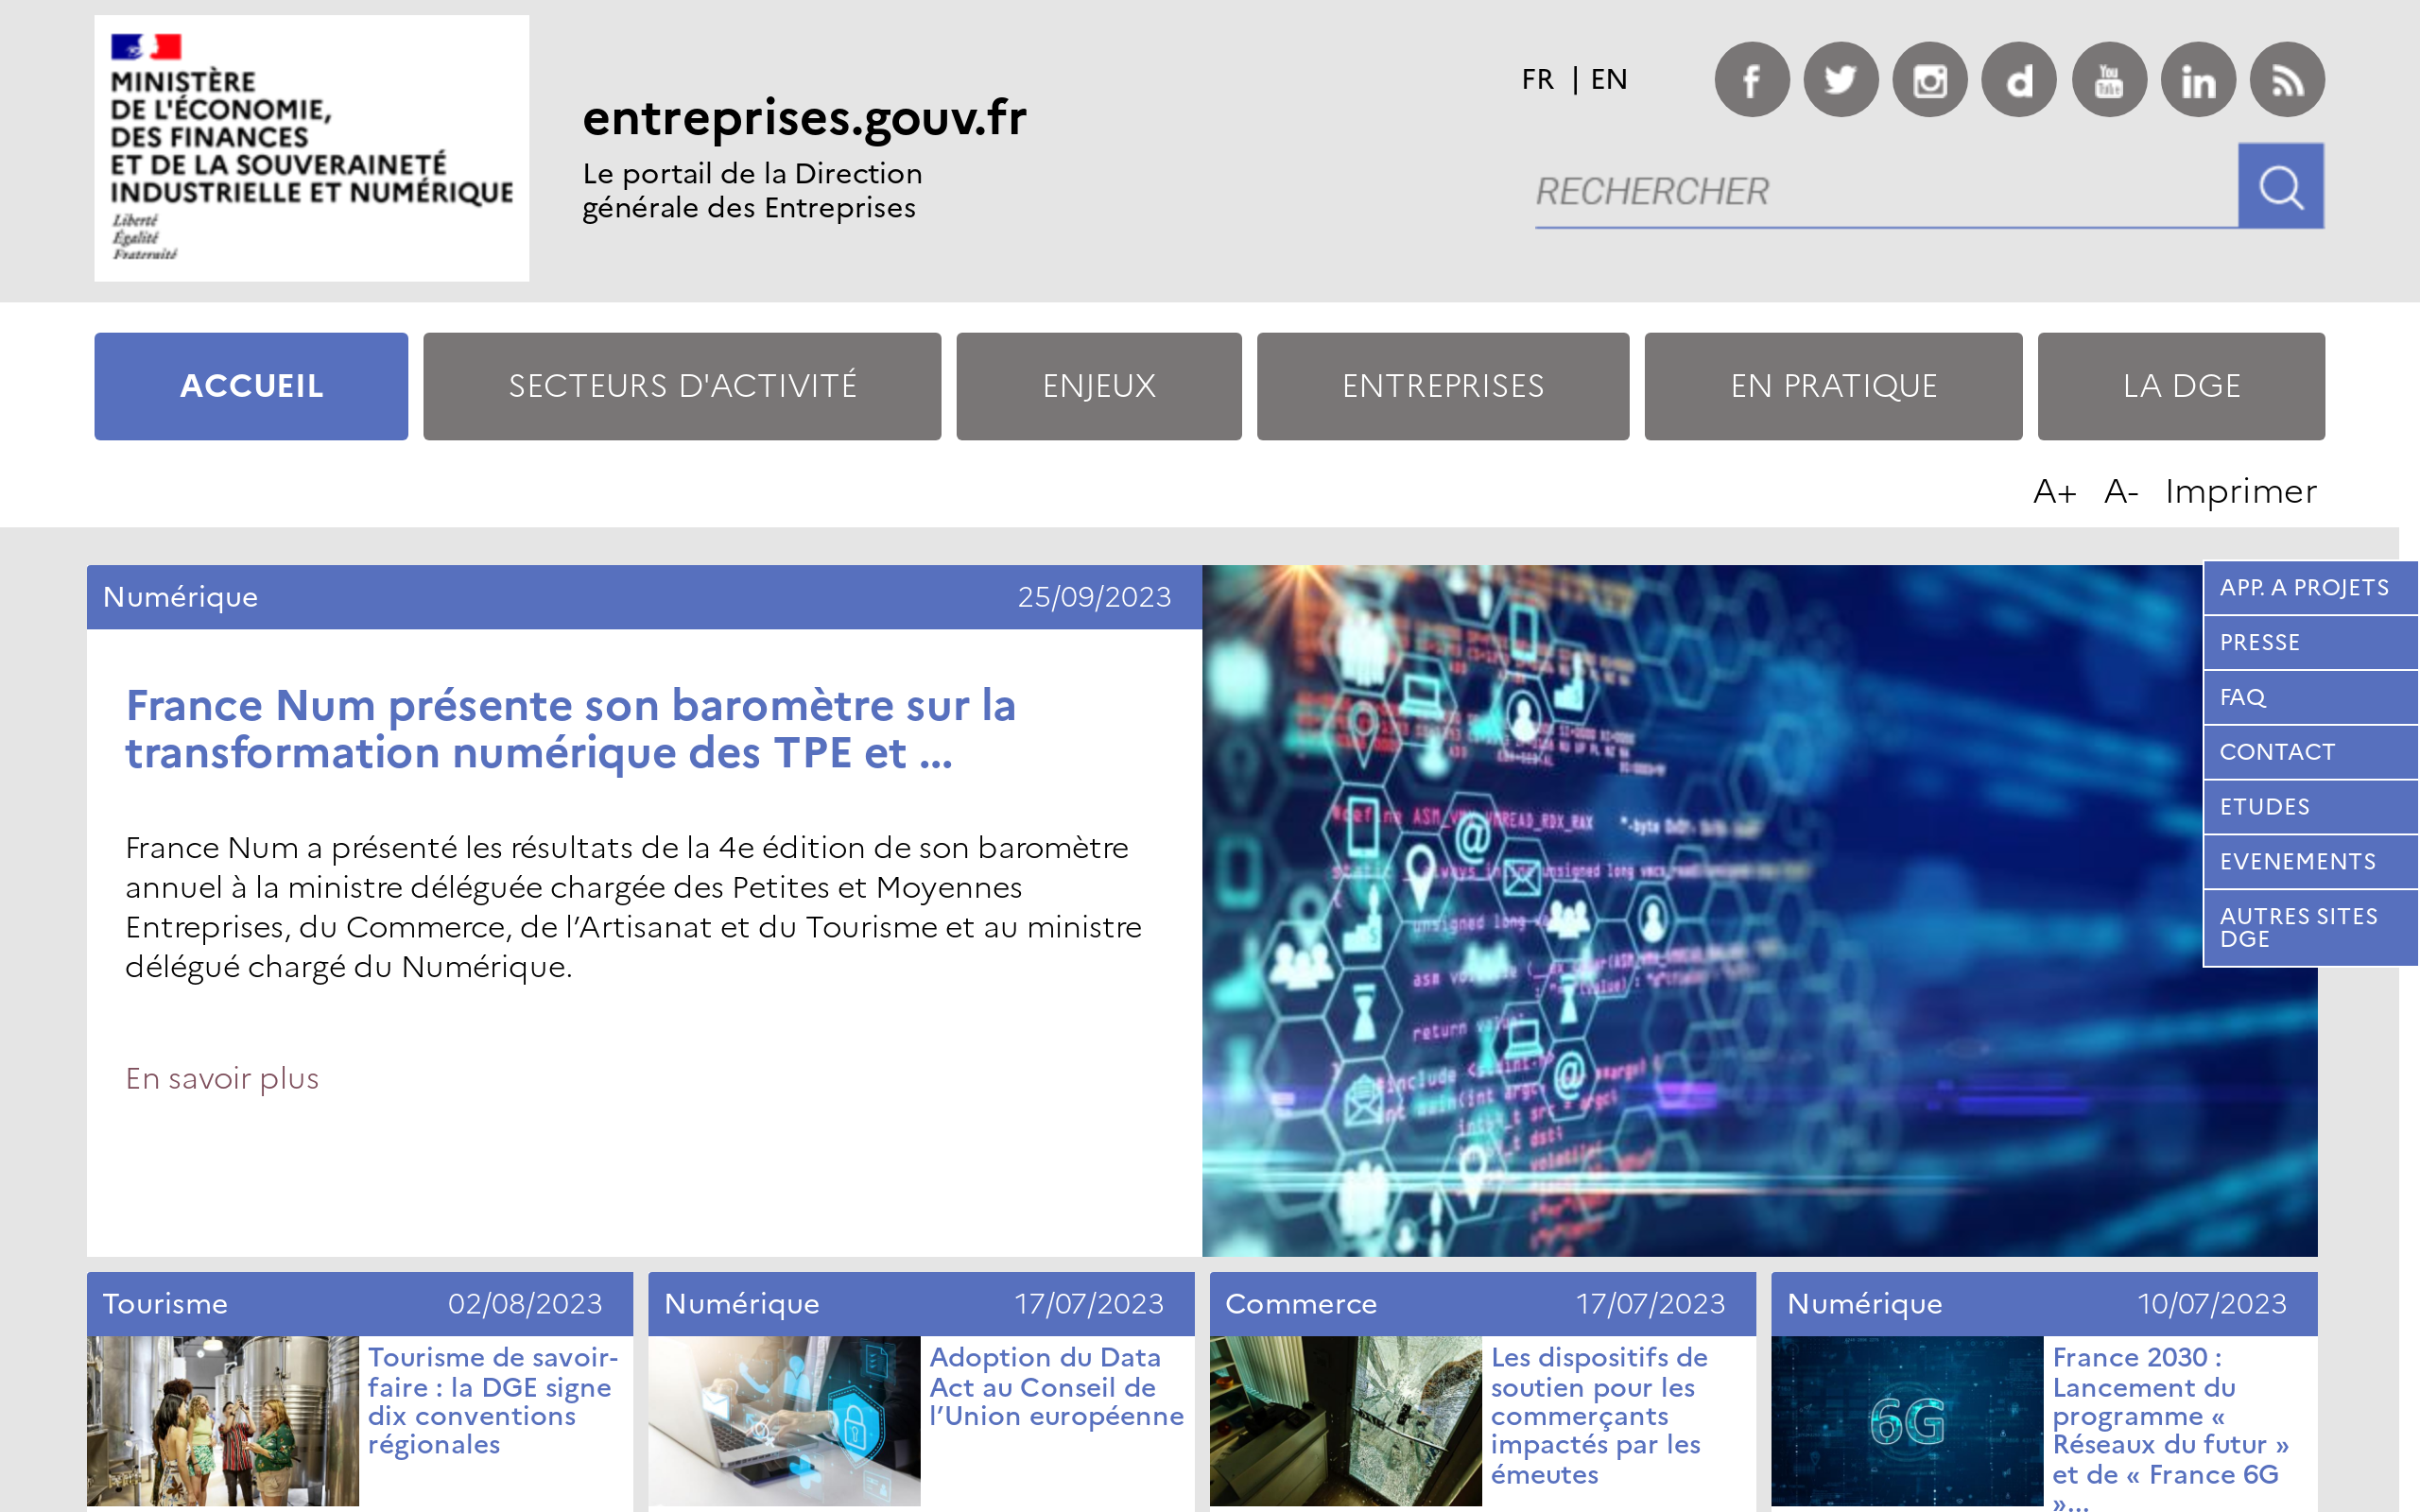 MINISTÈRE
DE L'ÉCONOMIE,
DES FINANCES
ET DE LA SOUVERAINETÉ
INDUSTRIELLE ET NUMÉRIQUE
Liberté
Égalité
Fraternité
entreprises.gouv.fr
Le portail de la Direction
générale des Entreprises
FR | EN
RECHERCHER
ACCUEIL
SECTEURS D'ACTIVITÉ
ENJEUX
ENTREPRISES
EN PRATIQUE
LA DGE
A+ A- Imprimer
Numérique 25/09/2023
France Num présente son baromètre sur la
transformation numérique des TPE et ...
France Num a présenté les résultats de la 4e édition de son baromètre
annuel à la ministre déléguée chargée des Petites et Moyennes
Entreprises, du Commerce, de l’Artisanat et du Tourisme et au ministre
délégué chargé du Numérique.
En savoir plus
APP. A PROJETS
PRESSE
FAQ
CONTACT
ETUDES
EVENEMENTS
AUTRES SITES
DGE
Tourisme 02/08/2023
Tourisme de savoir-
faire : la DGE signe
dix conventions
régionales
Numérique 17/07/2023
Adoption du Data
Act au Conseil de
l’Union européenne
Commerce 17/07/2023
Les dispositifs de
soutien pour les
commerçants
impactés par les
émeutes
Numérique 10/07/2023
6G
France 2030 :
Lancement du
programme «
Réseaux du futur »
et de « France 6G
»...